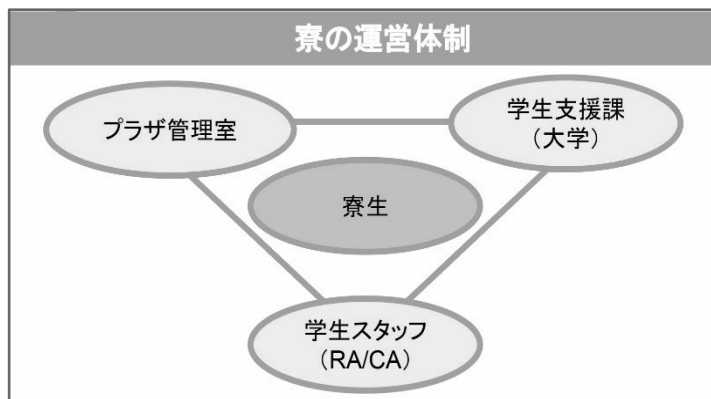 寮の運営体制
プラザ管理室
学生支援課
（大学）
寮生
学生スタッフ
（RA/CA）